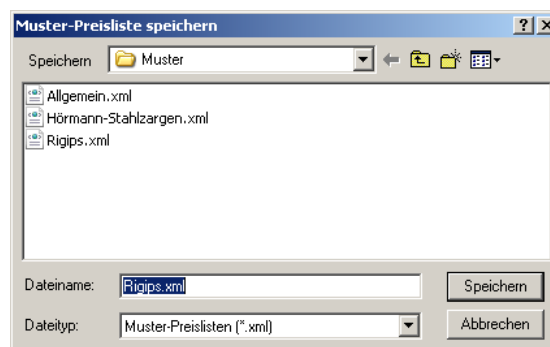 Muster-Preisliste speichern
Speichern Muster
Allgemein.xml
Hörmann-Stahlzargen.xml
Rigips.xml
Dateiname: Rigips.xml Speichern
Dateityp: Muster-Preislisten (*.xml) Abbrechen